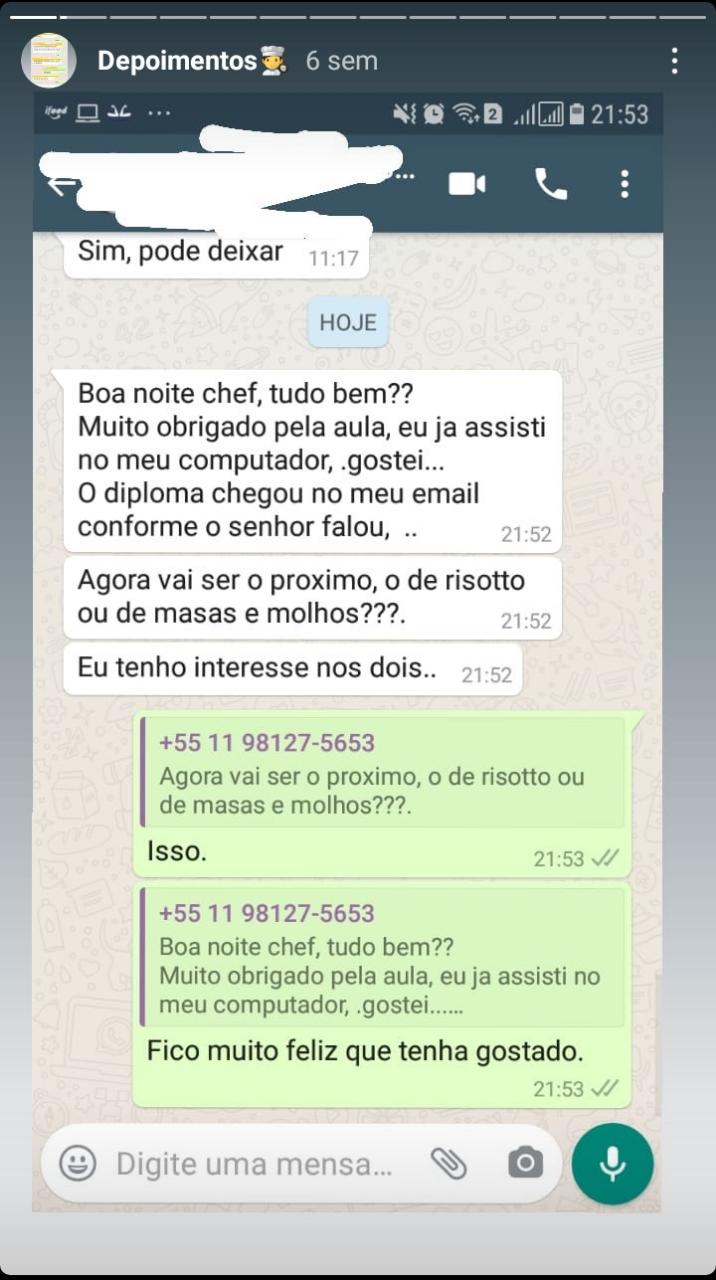 Depoimentos 6 sem
ifood ... 2 21:53
...
Sim, pode deixar 11:17
HOJE
Boa noite chef, tudo bem??
Muito obrigado pela aula, eu ja assisti
no meu computador, .gostei...
O diploma chegou no meu email
conforme o senhor falou, .. 21:52
Agora vai ser o proximo, o de risotto
ou de masas e molhos???. 21:52
Eu tenho interesse nos dois.. 21:52
+55 11 98127-5653
Agora vai ser o proximo, o de risotto ou
de masas e molhos???.
Isso. 21:53
+55 11 98127-5653
Boa noite chef, tudo bem??
Muito obrigado pela aula, eu ja assisti no
meu computador, .gostei......
Fico muito feliz que tenha gostado.
21:53
Digite uma mensa...